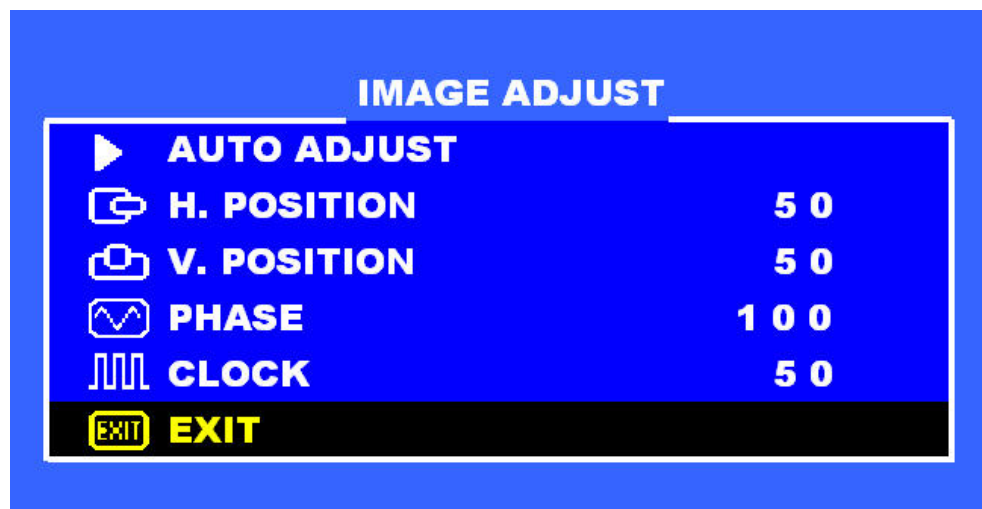 IMAGE ADJUST
AUTO ADJUST
H. POSITION 50
V. POSITION 50
PHASE 100
CLOCK 50
EXIT EXIT